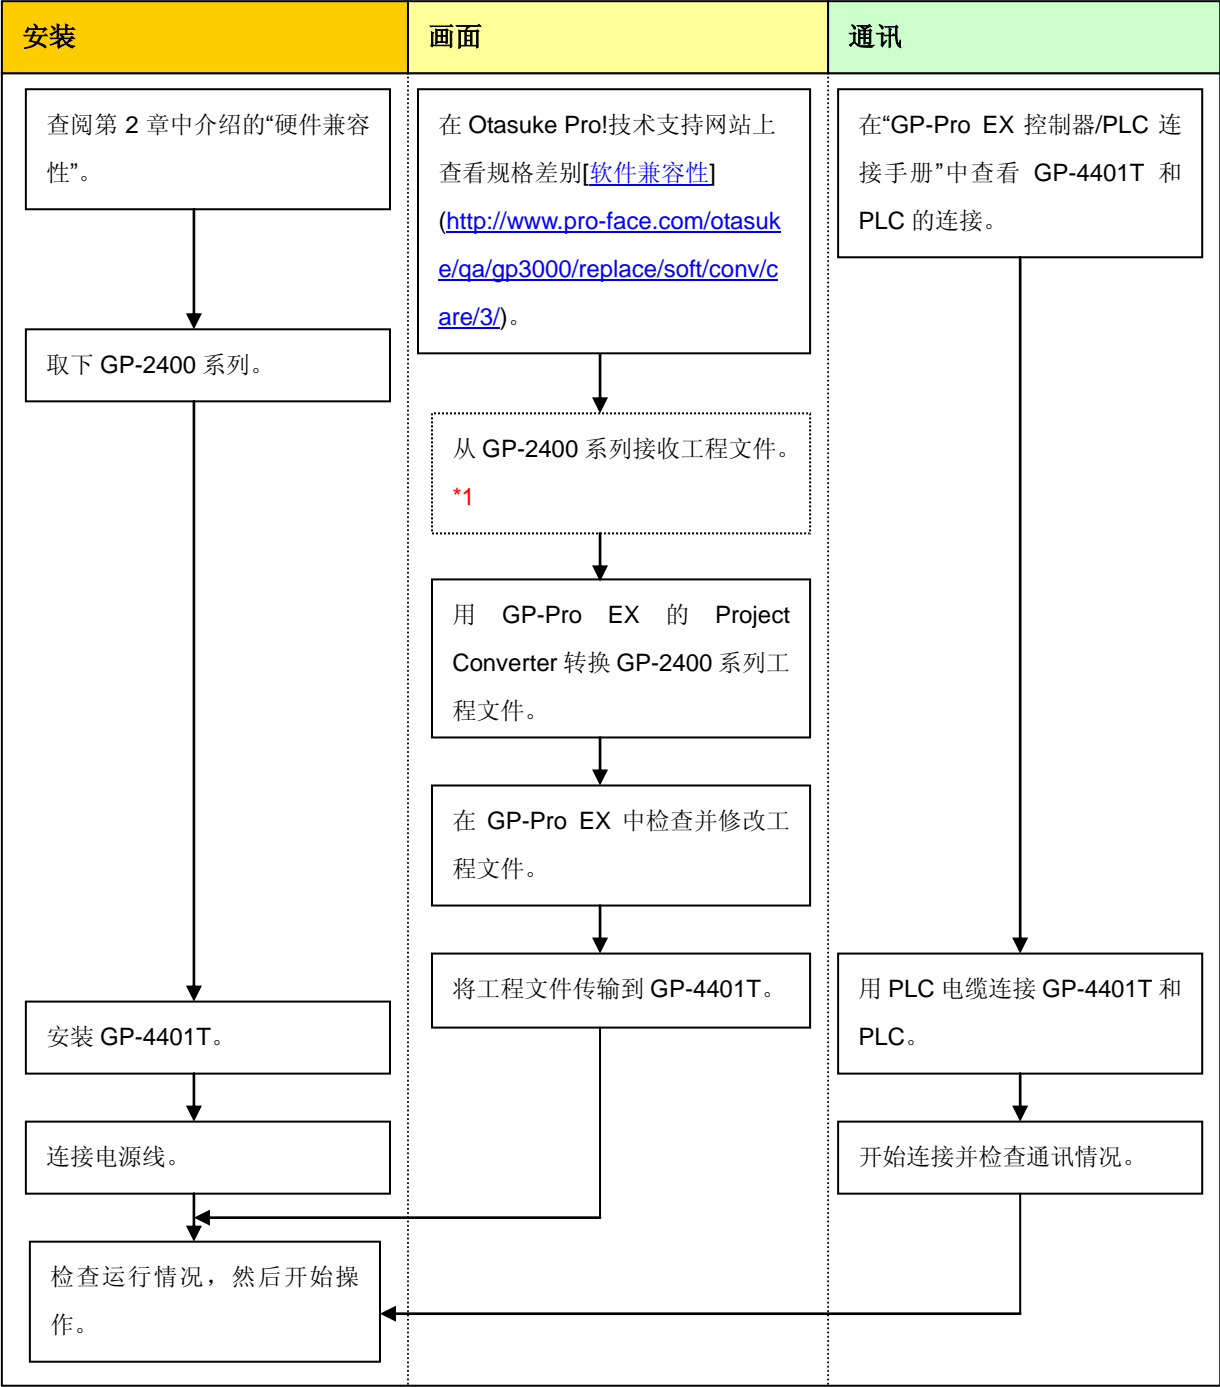 安装
画面
通讯
查阅第 2 章中介绍的“硬件兼容
性”。
取下 GP-2400 系列。
安装 GP-4401T。
连接电源线。
检查运行情况，然后开始操
作。
在 Otasuke Pro!技术支持网站上
查看规格差别[软件兼容性]
(http://www.pro-face.com/otasuk
e/qa/gp3000/replace/soft/conv/c
are/3/)。
从 GP-2400 系列接收工程文件。
*1
用 GP-Pro EX 的 Project
Converter 转换 GP-2400 系列工
程文件。
在 GP-Pro EX 中检查并修改工
程文件。
将工程文件传输到 GP-4401T。
在“GP-Pro EX 控制器/PLC 连
接手册”中查看 GP-4401T 和
PLC 的连接。
用 PLC 电缆连接 GP-4401T 和
PLC。
开始连接并检查通讯情况。